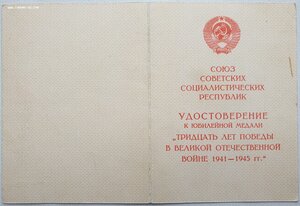 СОЮЗ
СОВЕТСКИХ
СОЦИАЛИСТИЧЕСКИХ
РЕСПУБЛИК
УДОСТОВЕРЕНИЕ
К ЮБИЛЕЙНОЙ МЕДАЛИ
„ТРИДЦАТЬ ЛЕТ ПОБЕДЫ
В ВЕЛИКОЙ ОТЕЧЕСТВЕННОЙ
ВОЙНЕ 1941—1945 гг.“